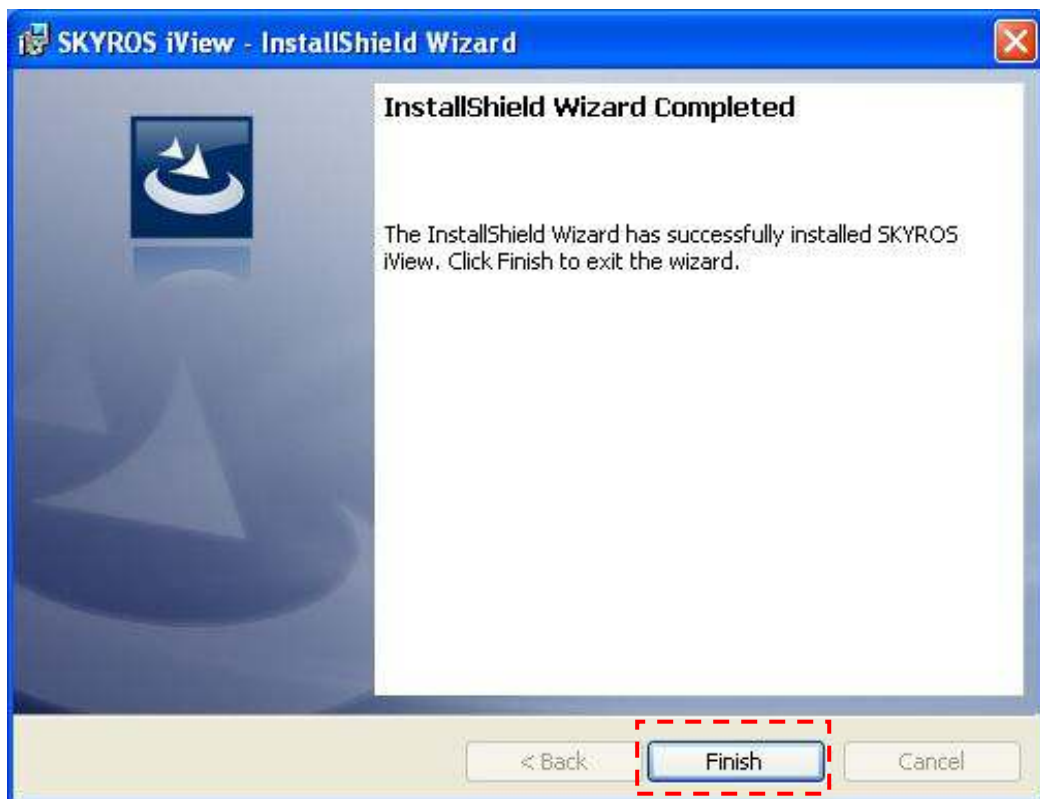 SKYROS iView - InstallShield Wizard
InstallShield Wizard Completed
The InstallShield Wizard has successfully installed SKYROS
iView. Click Finish to exit the wizard.
< Back Finish Cancel